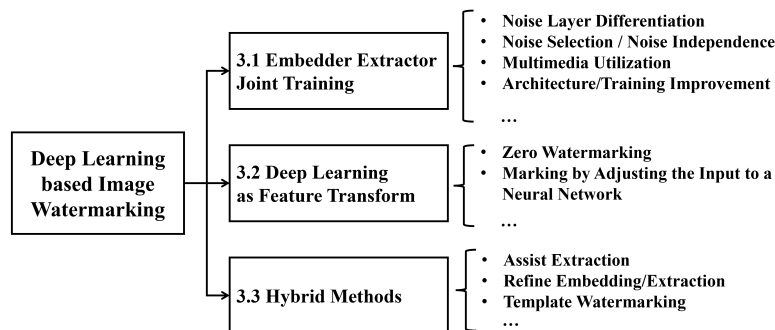 Deep Learning
based Image
Watermarking
3.1 Embedder Extractor
Joint Training
• Noise Layer Differentiation
• Noise Selection / Noise Independence
• Multimedia Utilization
• Architecture/Training Improvement
...
3.2 Deep Learning
as Feature Transform
• Zero Watermarking
• Marking by Adjusting the Input to a
Neural Network
...
3.3 Hybrid Methods
• Assist Extraction
• Refine Embedding/Extraction
• Template Watermarking
...